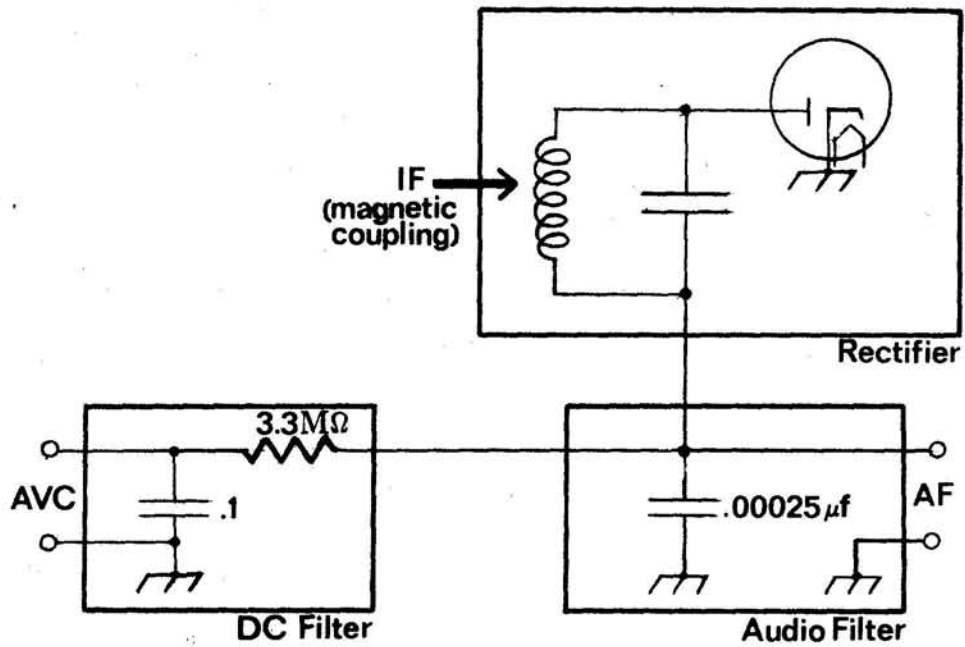 IF
(magnetic
coupling)
Rectifier
3.3MΩ
AVC
.1
.00025μf
AF
DC Filter
Audio Filter